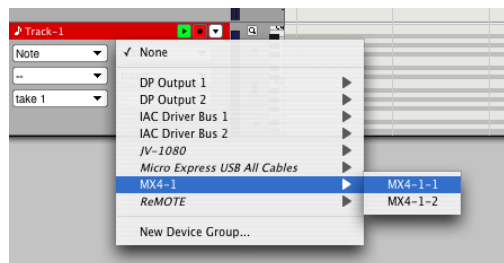 Track-1
Note
--
take 1
✓ None
DP Output 1
DP Output 2
IAC Driver Bus 1
IAC Driver Bus 2
JV-1080
Micro Express USB All Cables
MX4-1
MX4-1-1
ReMOTE
MX4-1-2
New Device Group...